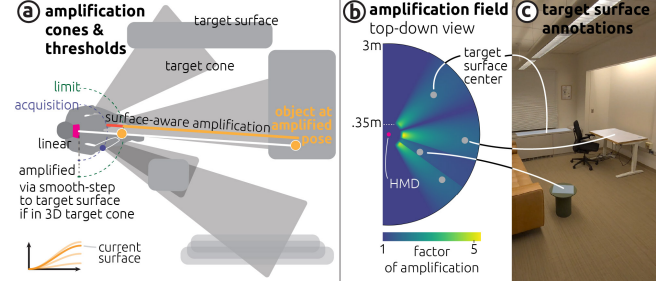 a amplification
cones &
thresholds
target surface
target cone
limit
acquisition
surface-aware amplification
object at
amplified
pose
linear
amplified
via smooth-step
to target surface
if in 3D target cone
current
surface
b amplification field
top-down view
3m
target
surface
center
.35m
HMD
1
5
factor
of amplification
c target surface
annotations